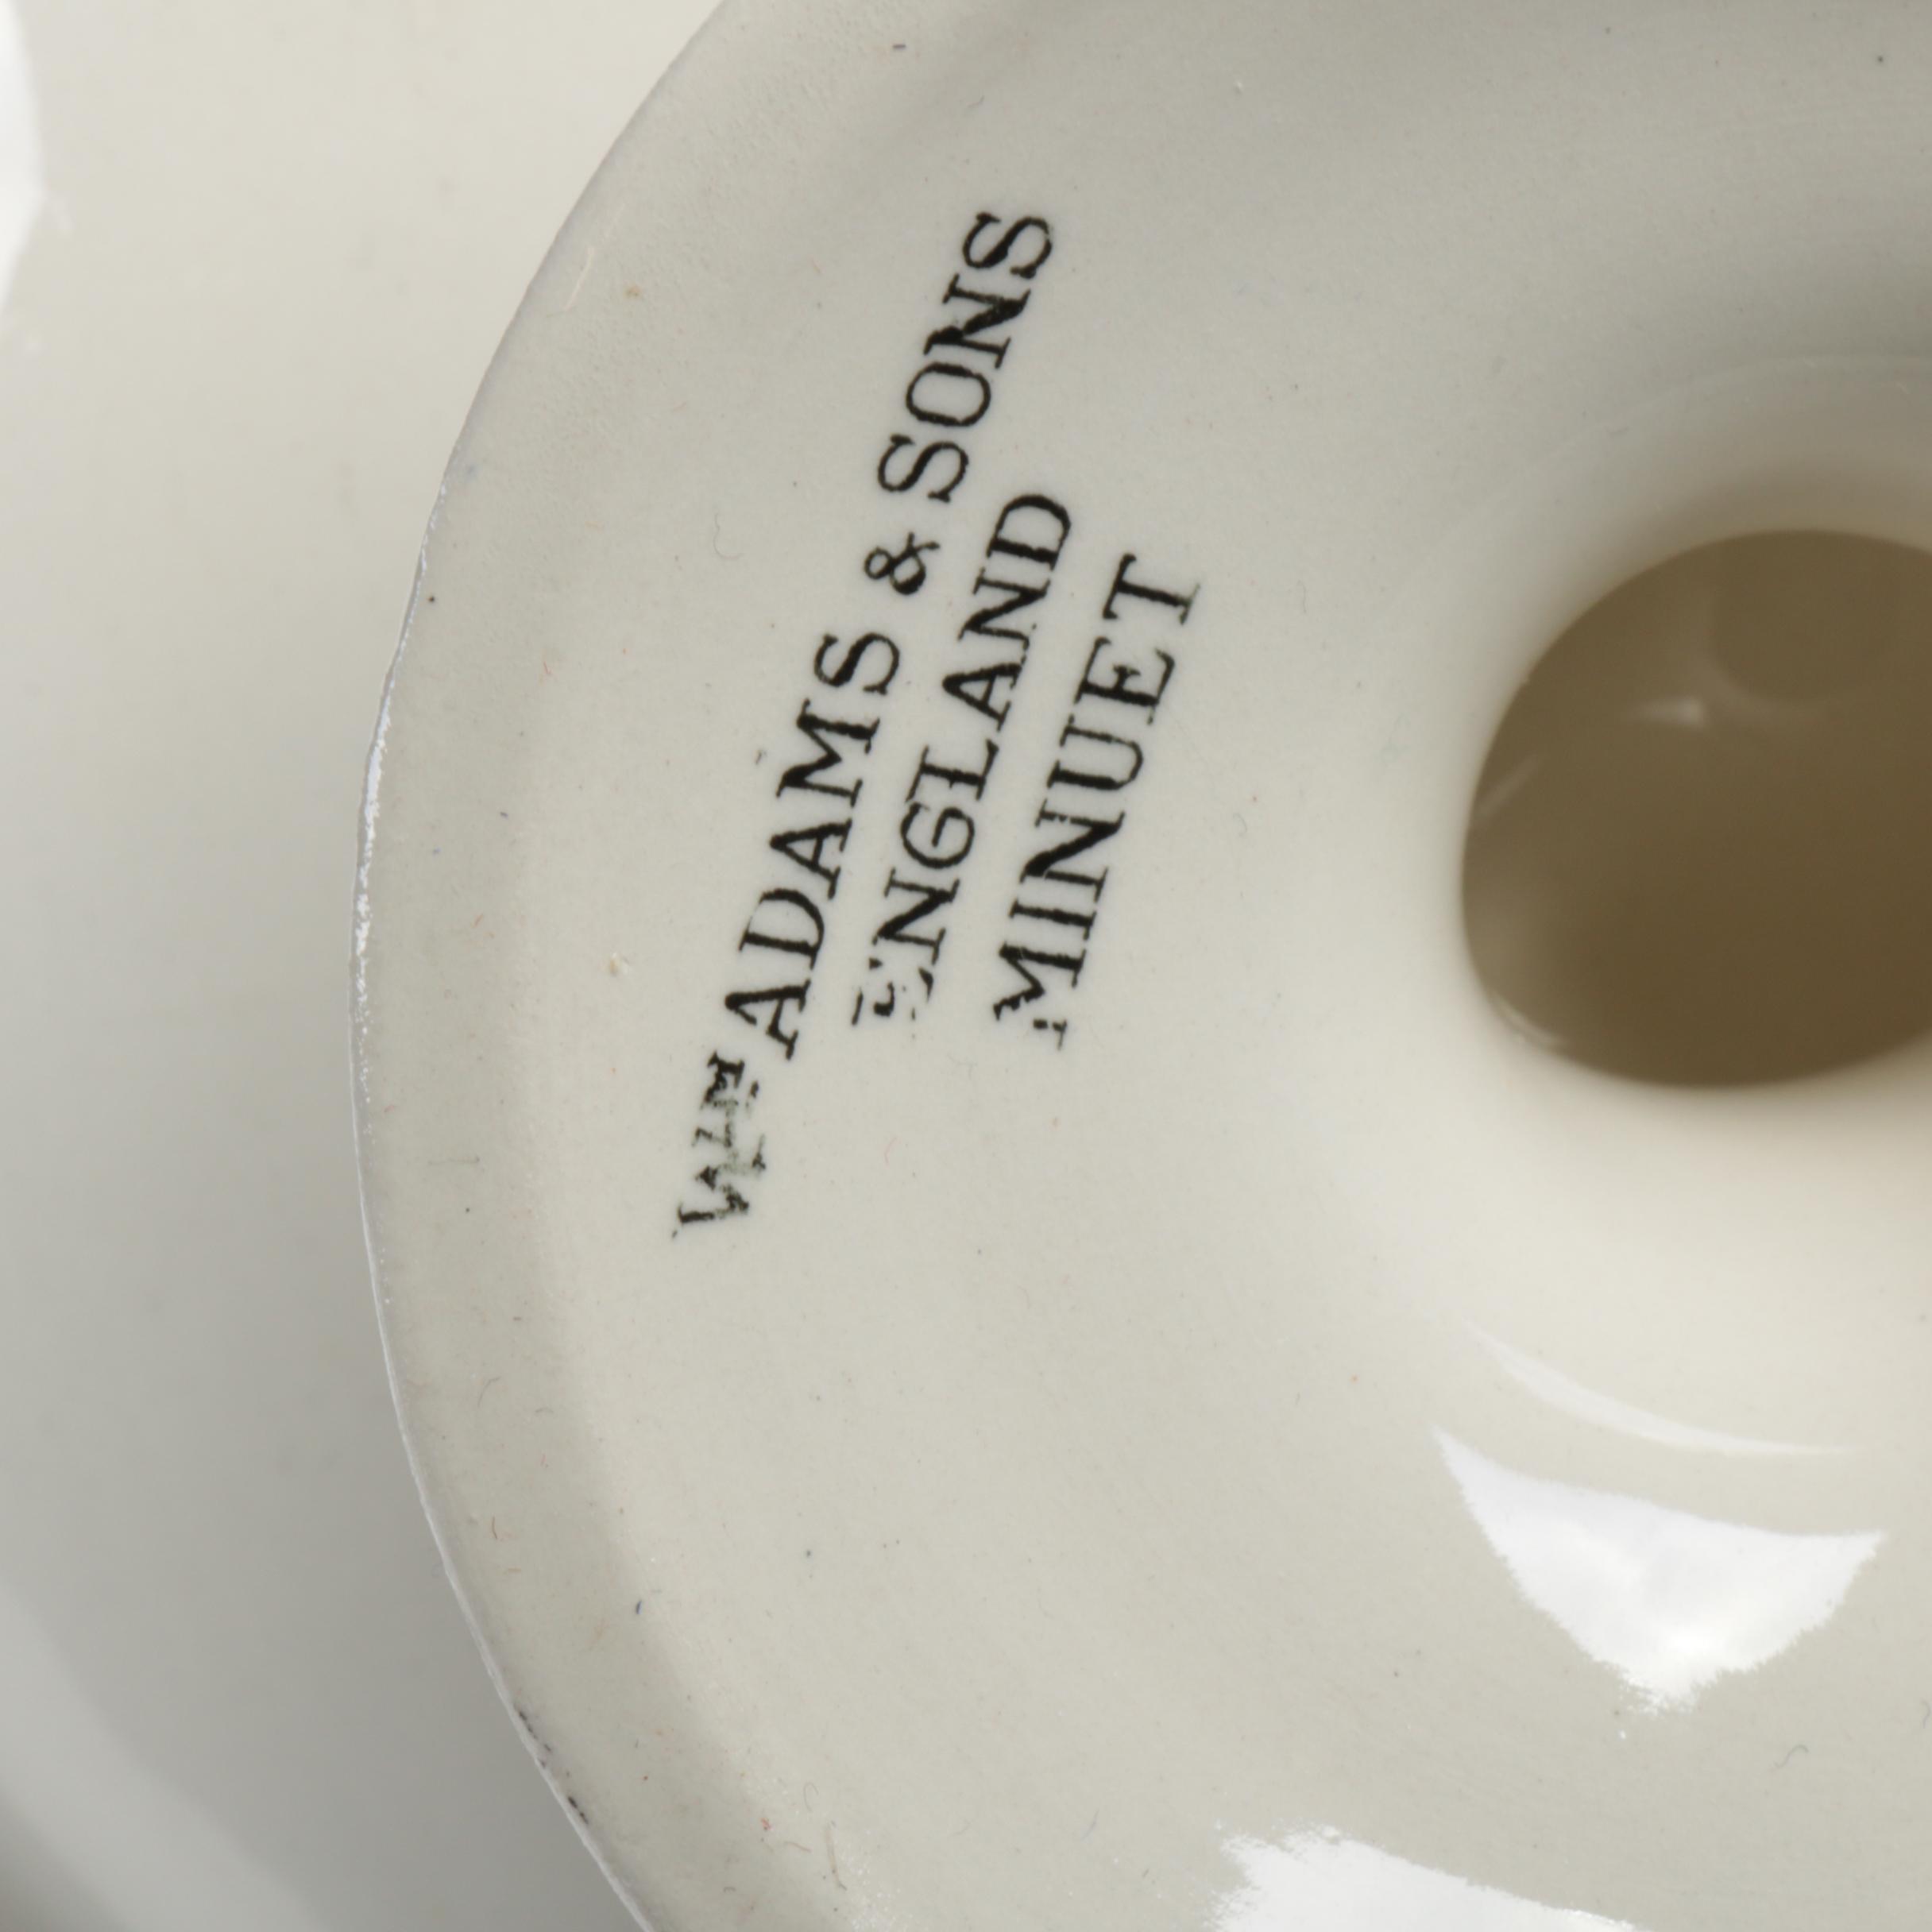 Wm ADAMS & SONS
ENGLAND
MINUET